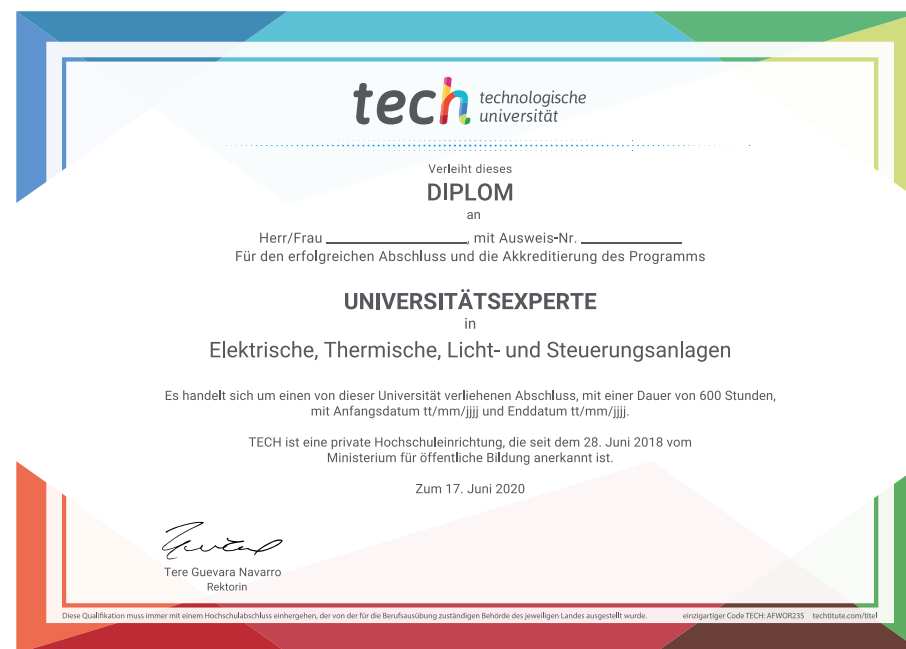 tech technologische
universität
Verleiht dieses
DIPLOM
an
Herr/Frau ____________, mit Ausweis-Nr. ____________
Für den erfolgreichen Abschluss und die Akkreditierung des Programms
UNIVERSITÄTSEXPERTE
in
Elektrische, Thermische, Licht- und Steuerungsanlagen
Es handelt sich um einen von dieser Universität verliehenen Abschluss, mit einer Dauer von 600 Stunden,
mit Anfangsdatum tt/mm/jjjj und Enddatum tt/mm/jjjj.
TECH ist eine private Hochschuleinrichtung, die seit dem 28. Juni 2018 vom
Ministerium für öffentliche Bildung anerkannt ist.
Zum 17. Juni 2020
Tere Guevara Navarro
Rektorin
Diese Qualifikation muss immer mit einem Hochschulabschluss einhergehen, der von der für die Berufsausübung zuständigen Behörde des jeweiligen Landes ausgestellt wurde. einzigartiger Code TECH: AFWOR23S techtitute.com/titel